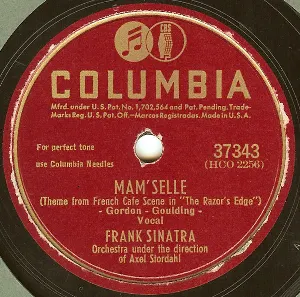 COLUMBIA
Mfrd. under U.S. Pat. No. 1,702,564 and Pat. Pending. Trade-
Marks Reg. U.S. Pat. Off.—Marcas Registradas. Made in U.S.A.
For perfect tone
use Columbia Needles
37343
(HCO 2256)
MAM'SELLE
(Theme from French Cafe Scene in "The Razor's Edge")
- Gordon - Goulding -
Vocal
FRANK SINATRA
Orchestra under the direction
of Axel Stordahl